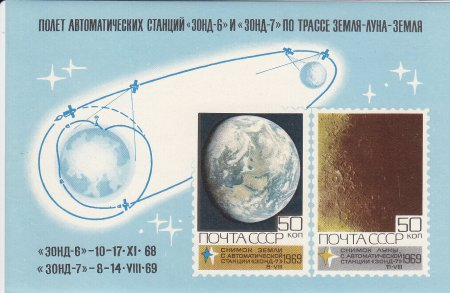 ПОЛЕТ АВТОМАТИЧЕСКИХ СТАНЦИЙ «ЗОНД-6» И «ЗОНД-7» ПО ТРАССЕ ЗЕМЛЯ-ЛУНА-ЗЕМЛЯ
«ЗОНД-6»-10-17·XI·68
«ЗОНД-7»-8-14·VIII·69
50 КОП
ПОЧТА СССР
СНИМОК ЗЕМЛИ
С АВТОМАТИЧЕСКОЙ
СТАНЦИИ «ЗОНД-7»
1969
8-VIII
50 КОП
ПОЧТА СССР
СНИМОК ЛУНЫ
С АВТОМАТИЧЕСКОЙ
СТАНЦИИ «ЗОНД-7»
1969
11-VIII